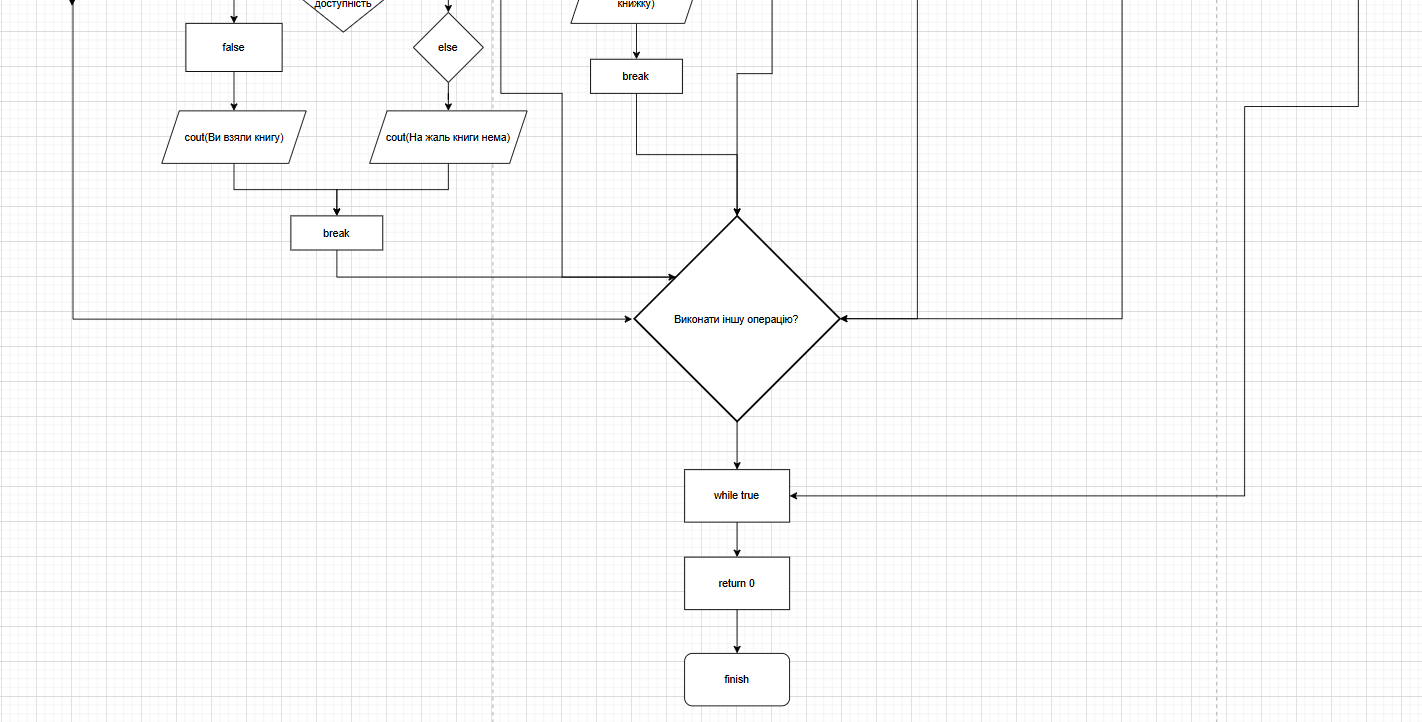 доступність
книжку)
false
else
break
cout(Ви взяли книгу)
cout(На жаль книги нема)
break
Виконати іншу операцію?
while true
return 0
finish